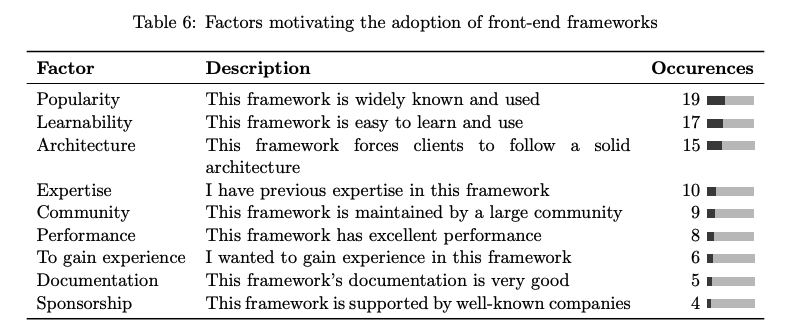 Table 6: Factors motivating the adoption of front-end frameworks
Factor Description Occurences
Popularity This framework is widely known and used 19
Learnability This framework is easy to learn and use 17
Architecture This framework forces clients to follow a solid 15
architecture
Expertise I have previous expertise in this framework 10
Community This framework is maintained by a large community 9
Performance This framework has excellent performance 8
To gain experience I wanted to gain experience in this framework 6
Documentation This framework's documentation is very good 5
Sponsorship This framework is supported by well-known companies 4